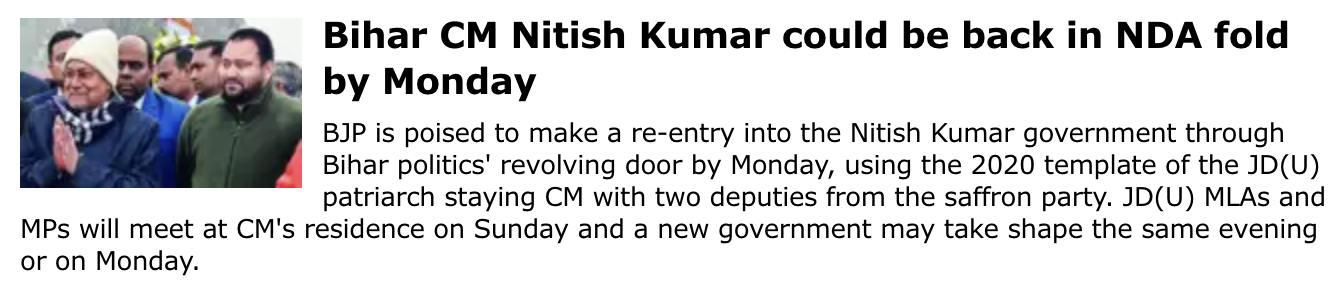 Bihar CM Nitish Kumar could be back in NDA fold
by Monday
BJP is poised to make a re-entry into the Nitish Kumar government through
Bihar politics' revolving door by Monday, using the 2020 template of the JD(U)
patriarch staying CM with two deputies from the saffron party. JD(U) MLAs and
MPs will meet at CM's residence on Sunday and a new government may take shape the same evening
or on Monday.